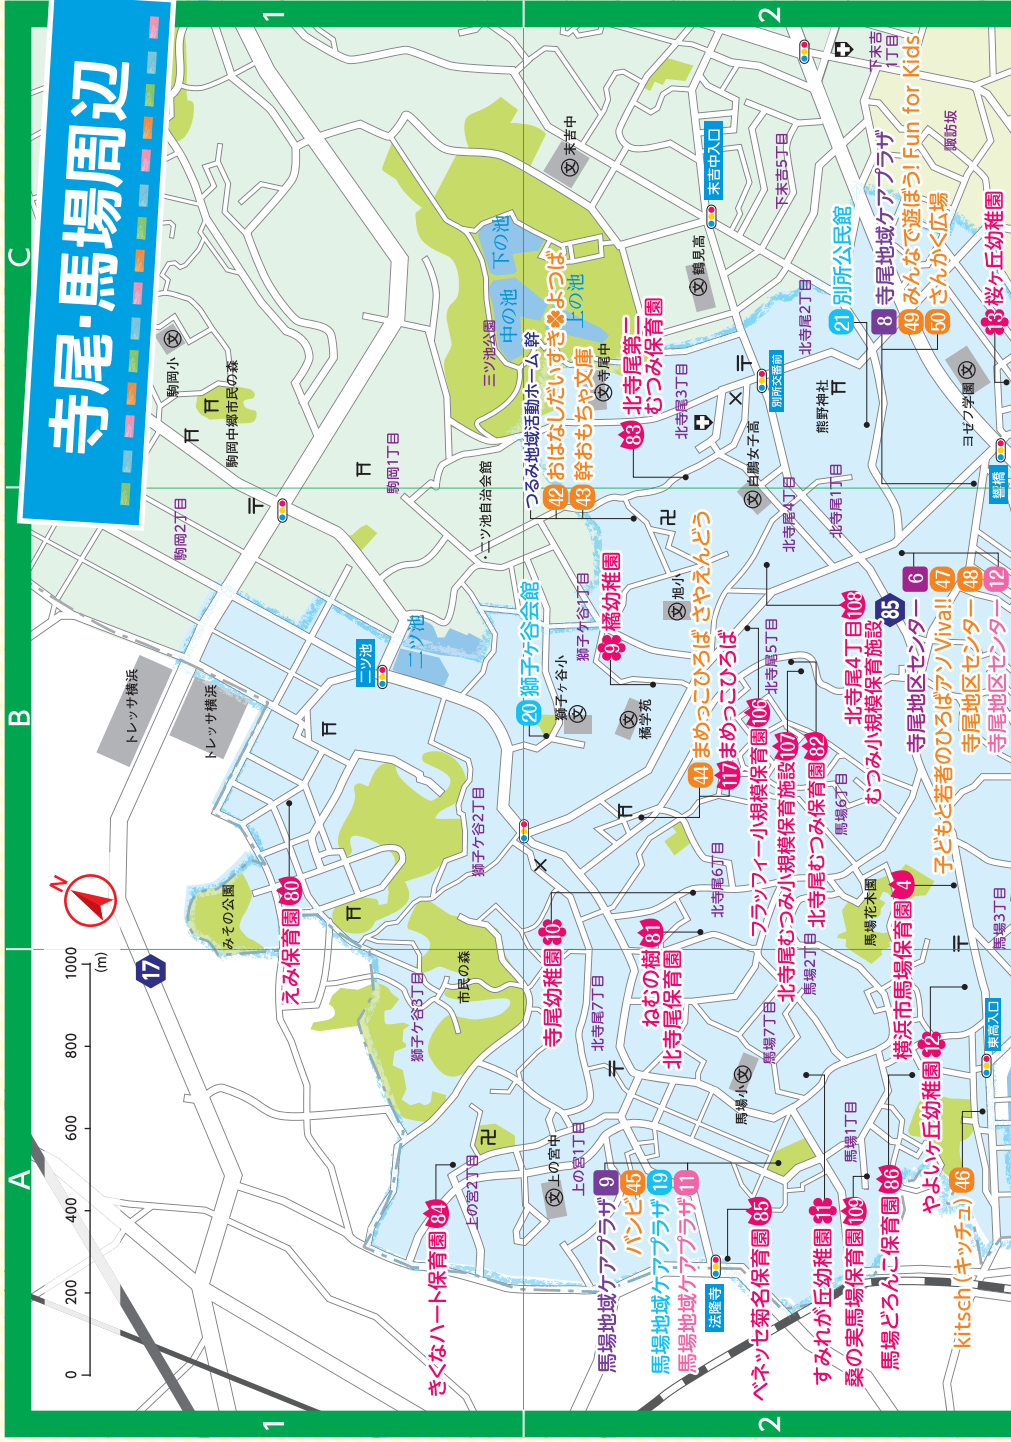 寺尾・馬場周辺
A
B
C
1
1
2
2
N
0
200
400
600
800
1000
(m)
17
トレッサ横浜
トレッサ横浜
駒岡2丁目
駒岡小
駒岡中郷市民の森
駒岡1丁目
二ツ池
二ツ池
みその公園
80
えみ保育園
獅子ケ谷3丁目
市民の森
獅子ケ谷2丁目
84
きくなハート保育園
上の宮2丁目
三ツ池公園
下の池
中の池
上の池
・二ツ池自治会館
つるみ地域活動ホーム 幹
42 おはなしだいすき※よつば
43 幹おもちゃ文庫
末吉中
寺尾中
末吉中入口
下末吉5丁目
下末吉
1丁目
諏訪坂
鶴見高
83
北寺尾第二
むつみ保育園
北寺尾3丁目
北寺尾2丁目
別所交番前
熊野神社
白鵬女子高
北寺尾4丁目
北寺尾1丁目
21 別所公民館
8 寺尾地域ケアプラザ
49 みんなで遊ぼう! Fun for Kids
50 さんかく広場
13 桜ヶ丘幼稚園
ヨゼフ学園
響橋
20 獅子ヶ谷会館
獅子ケ谷1丁目
獅子ヶ谷小
9 橘幼稚園
橘学苑
旭小
44 まめっこひろば さやえんどう
117 まめっこひろば
106
フラッフィー小規模保育園
107
北寺尾むつみ小規模保育施設
82
北寺尾むつみ保育園
北寺尾5丁目
108
北寺尾4丁目
むつみ小規模保育施設
85
6
寺尾地区センター
47
子どもと若者のひろばアソViva!!
48
寺尾地区センター
12
寺尾地区センター
馬場6丁目
北寺尾6丁目
馬場花木園
4
横浜市馬場保育園
馬場3丁目
馬場2丁目
10
寺尾幼稚園
81
ねむの樹
北寺尾保育園
北寺尾7丁目
馬場7丁目
馬場小
12
やよいヶ丘幼稚園
東高入口
上の宮中
上の宮1丁目
9
馬場地域ケアプラザ
45
バンビ
19
馬場地域ケアプラザ
11
馬場地域ケアプラザ
法隆寺
85
ベネッセ菊名保育園
11
すみれが丘幼稚園
109
桑の実馬場保育園
86
馬場どろんこ保育園
馬場1丁目
46
kitsch(キッチュ)